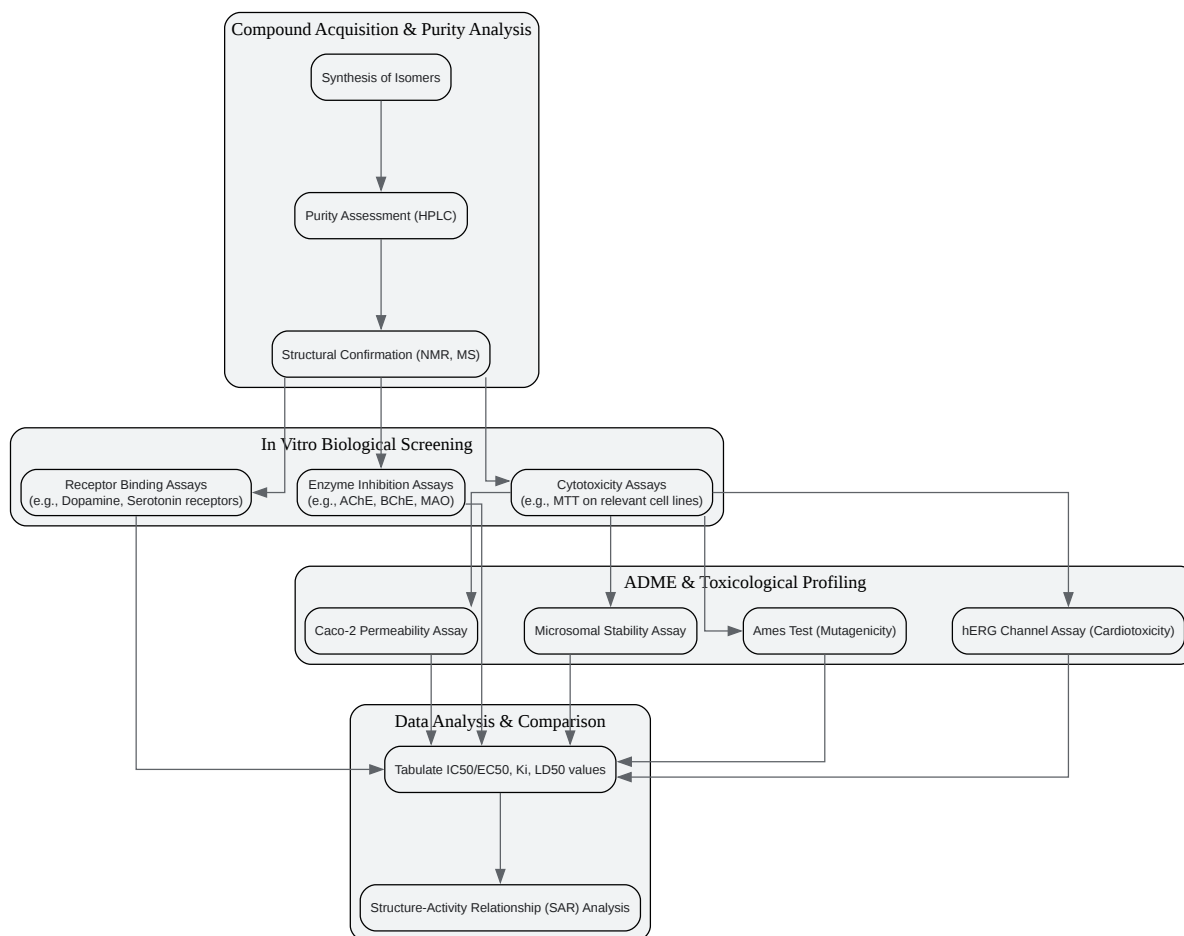 Compound Acquisition & Purity Analysis
Synthesis of Isomers
Purity Assessment (HPLC)
Structural Confirmation (NMR, MS)
In Vitro Biological Screening
Receptor Binding Assays
(e.g., Dopamine, Serotonin receptors)
Enzyme Inhibition Assays
(e.g., AChE, BChE, MAO)
Cytotoxicity Assays
(e.g., MTT on relevant cell lines)
ADME & Toxicological Profiling
Caco-2 Permeability Assay
Microsomal Stability Assay
Ames Test (Mutagenicity)
hERG Channel Assay (Cardiotoxicity)
Data Analysis & Comparison
Tabulate IC50/EC50, Ki, LD50 values
Structure-Activity Relationship (SAR) Analysis